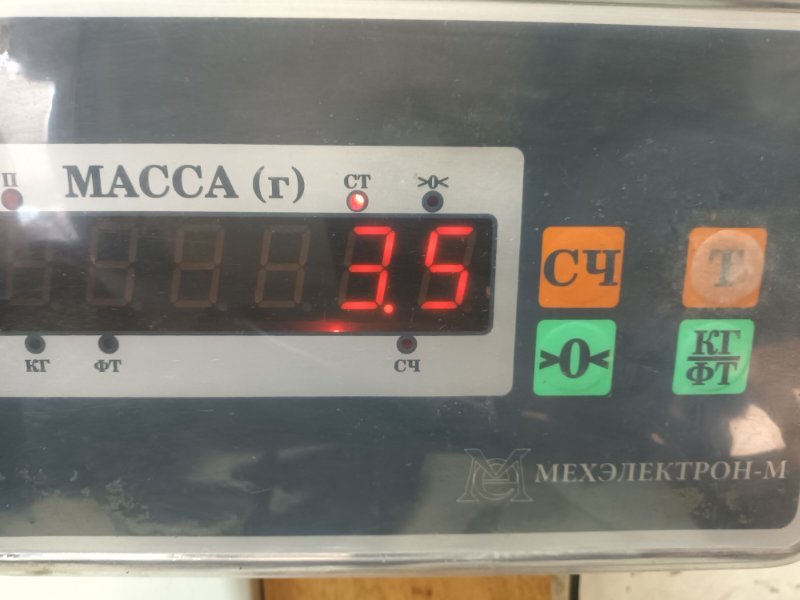 П МАССА (г) СТ >0<
3.5
КГ ФТ СЧ
СЧ Т
>0< КГ
ФТ
МЕХЭЛЕКТРОН-М